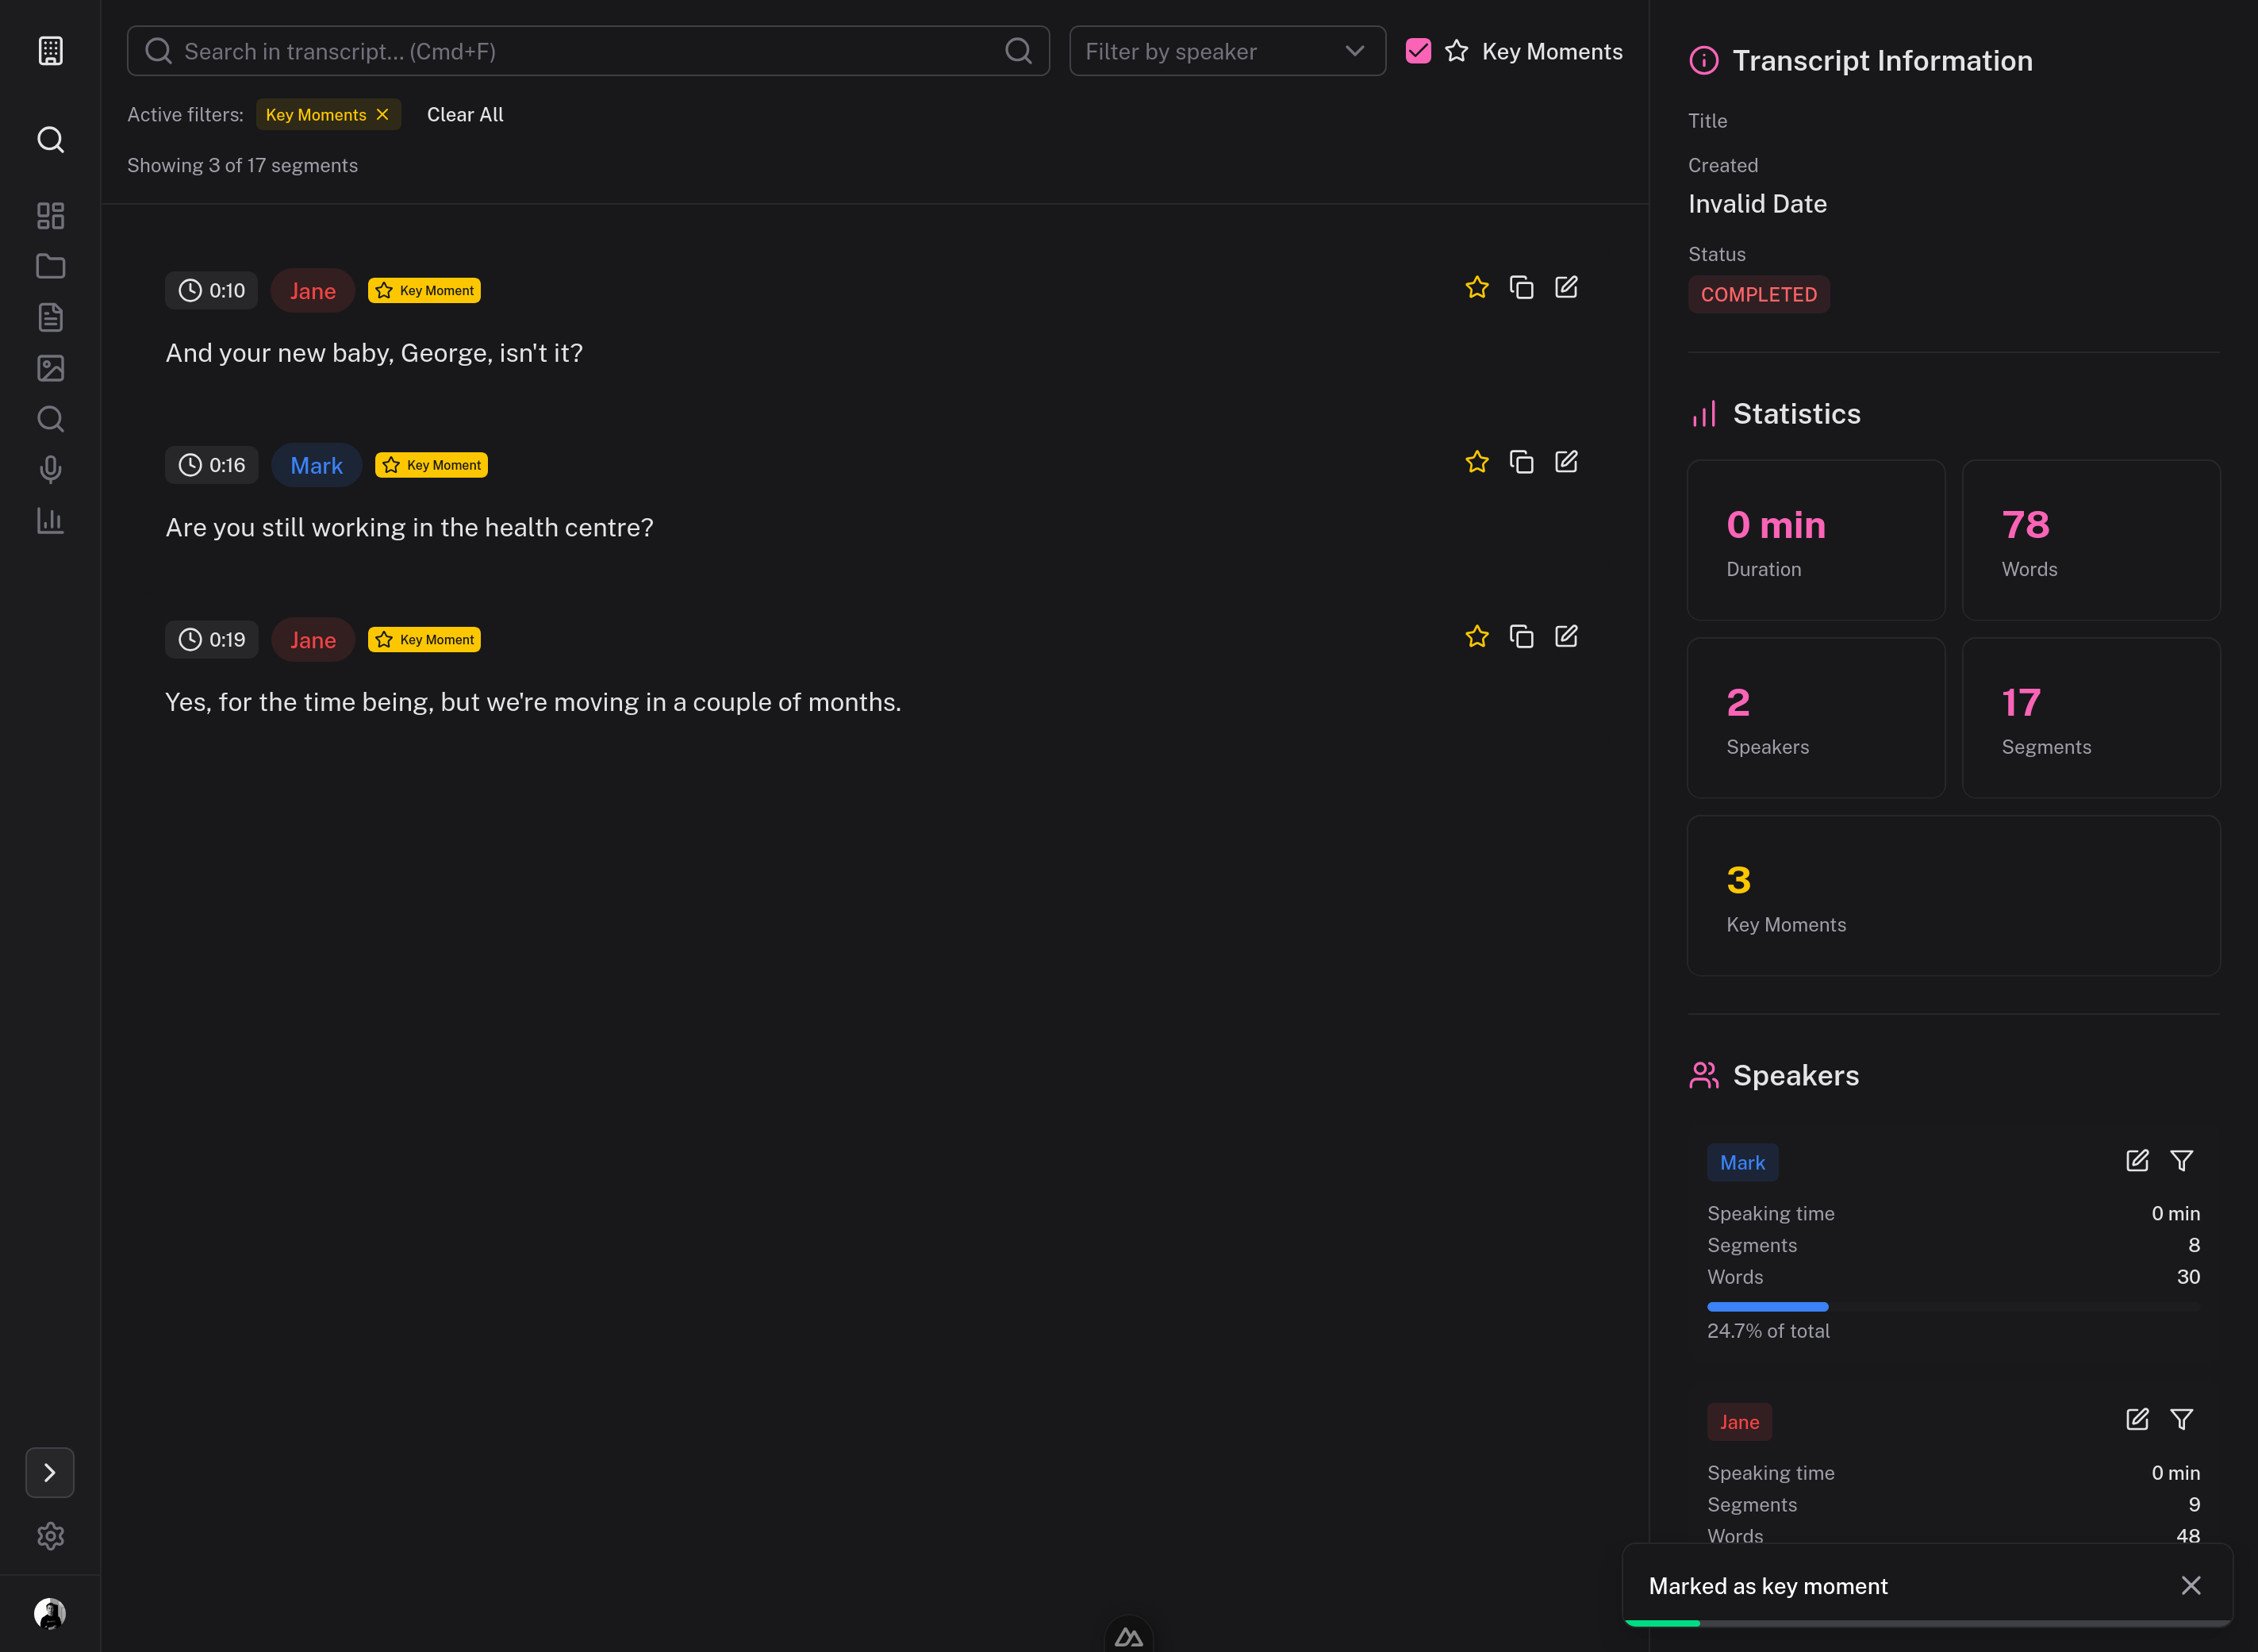 Search in transcript... (Cmd+F)
Filter by speaker
Key Moments
Active filters:
Key Moments
Clear All
Showing 3 of 17 segments
0:10
Jane
Key Moment
And your new baby, George, isn't it?
0:16
Mark
Key Moment
Are you still working in the health centre?
0:19
Jane
Key Moment
Yes, for the time being, but we're moving in a couple of months.
Transcript Information
Title
Created
Invalid Date
Status
COMPLETED
Statistics
0 min
Duration
78
Words
2
Speakers
17
Segments
3
Key Moments
Speakers
Mark
Speaking time 0 min
Segments 8
Words 30
24.7% of total
Jane
Speaking time 0 min
Segments 9
Words 48
Marked as key moment